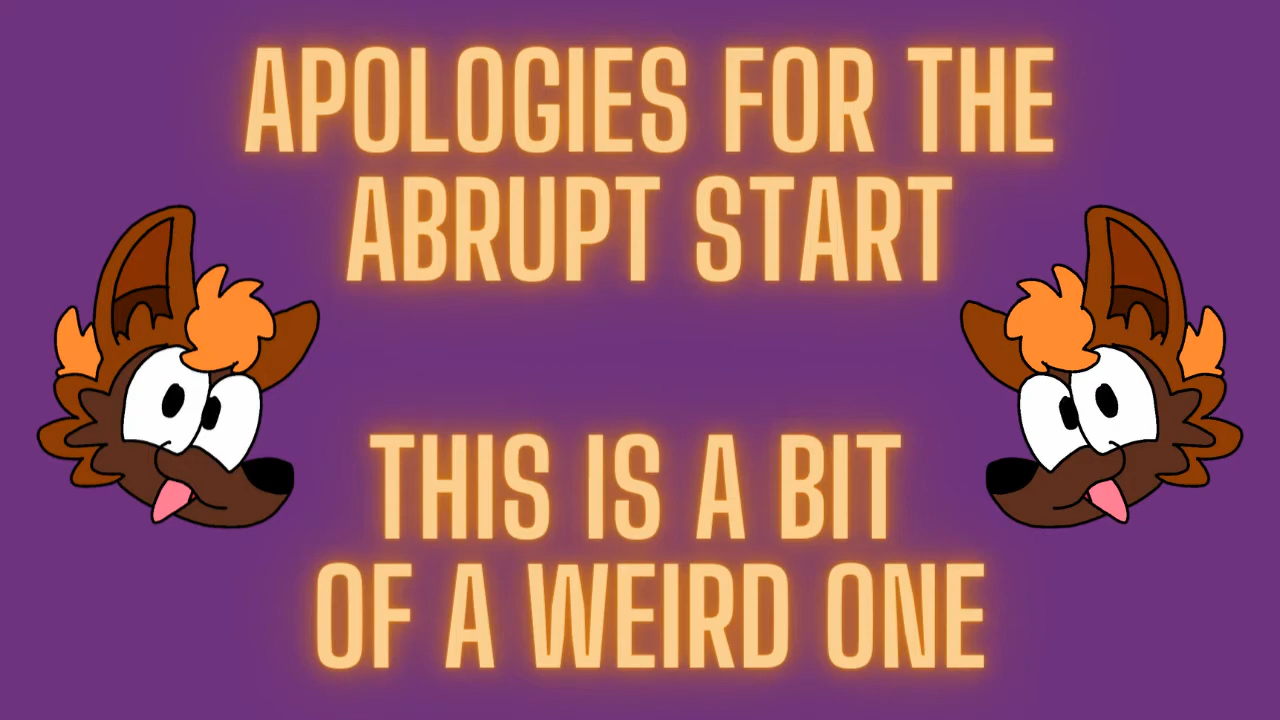 APOLOGIES FOR THE
ABRUPT START
THIS IS A BIT
OF A WEIRD ONE